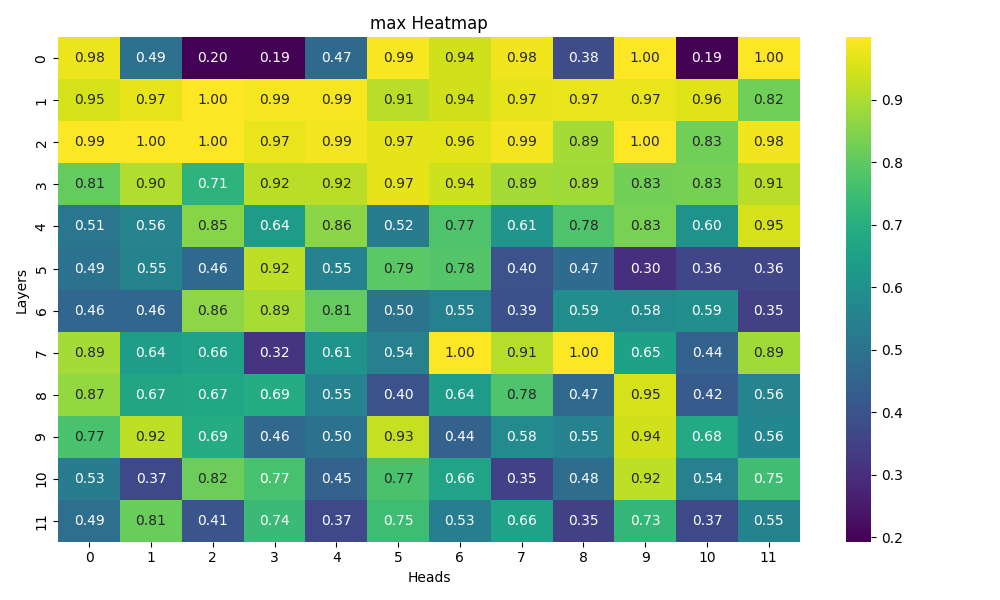 max Heatmap
0 0.98 0.49 0.20 0.19 0.47 0.99 0.94 0.98 0.38 1.00 0.19 1.00
1 0.95 0.97 1.00 0.99 0.99 0.91 0.94 0.97 0.97 0.97 0.96 0.82
2 0.99 1.00 1.00 0.97 0.99 0.97 0.96 0.99 0.89 1.00 0.83 0.98
3 0.81 0.90 0.71 0.92 0.92 0.97 0.94 0.89 0.89 0.83 0.83 0.91
4 0.51 0.56 0.85 0.64 0.86 0.52 0.77 0.61 0.78 0.83 0.60 0.95
5 0.49 0.55 0.46 0.92 0.55 0.79 0.78 0.40 0.47 0.30 0.36 0.36
6 0.46 0.46 0.86 0.89 0.81 0.50 0.55 0.39 0.59 0.58 0.59 0.35
7 0.89 0.64 0.66 0.32 0.61 0.54 1.00 0.91 1.00 0.65 0.44 0.89
8 0.87 0.67 0.67 0.69 0.55 0.40 0.64 0.78 0.47 0.95 0.42 0.56
9 0.77 0.92 0.69 0.46 0.50 0.93 0.44 0.58 0.55 0.94 0.68 0.56
10 0.53 0.37 0.82 0.77 0.45 0.77 0.66 0.35 0.48 0.92 0.54 0.75
11 0.49 0.81 0.41 0.74 0.37 0.75 0.53 0.66 0.35 0.73 0.37 0.55
0 1 2 3 4 5 6 7 8 9 10 11
Heads
Layers
0.9
0.8
0.7
0.6
0.5
0.4
0.3
0.2